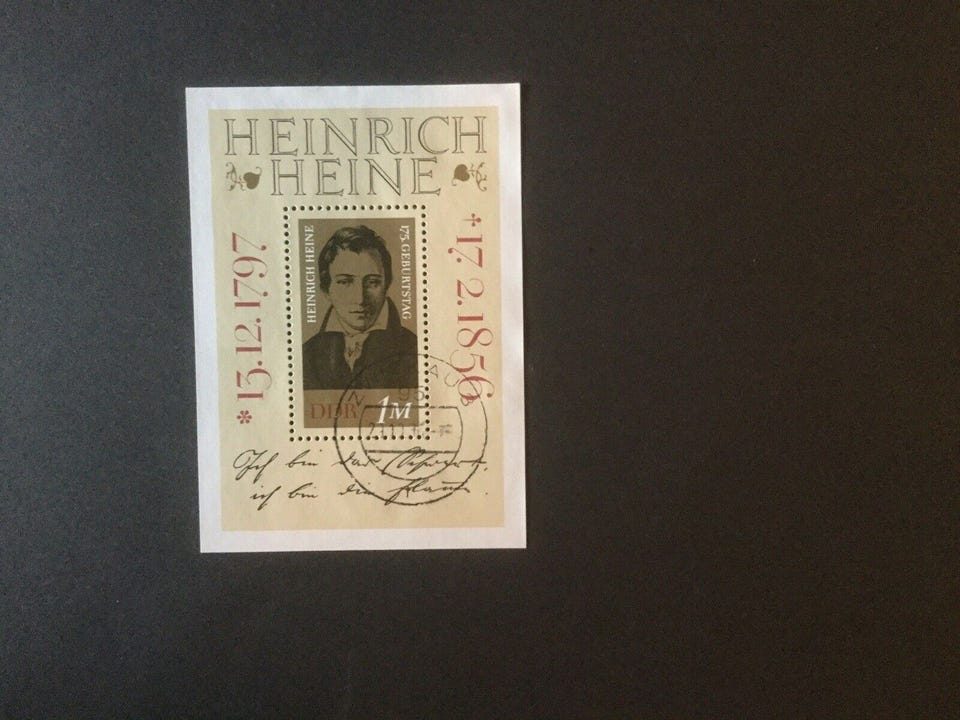 HEINRICH
HEINE
*13.12.1797
†17.2.1856
HEINRICH HEINE
175.GEBURTSTAG
DDR 1M
Ich bin das Schwert,
ich bin die Flamme.
95